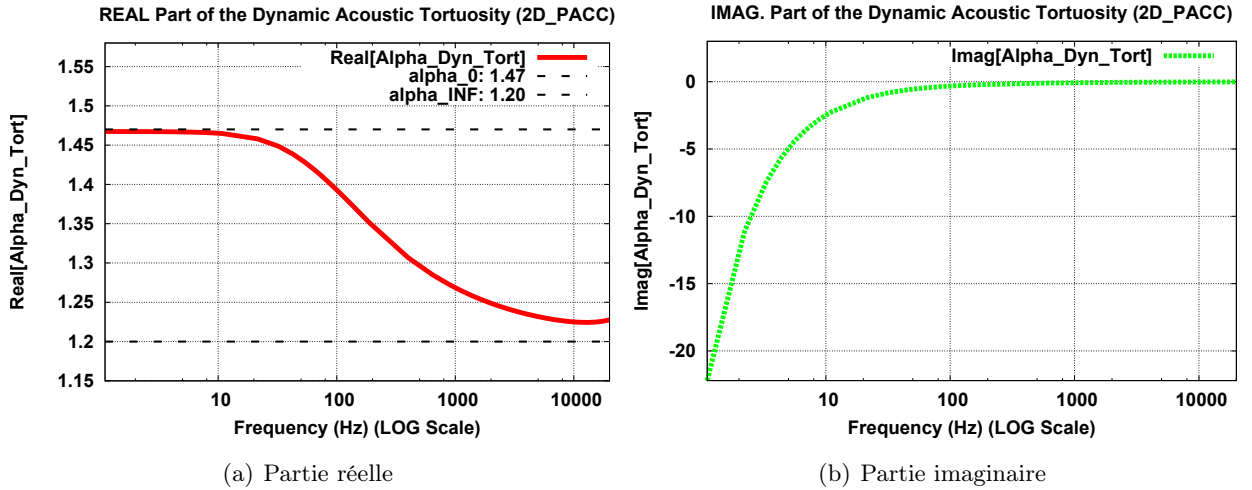 REAL Part of the Dynamic Acoustic Tortuosity (2D_PACC)
Real[Alpha_Dyn_Tort]
alpha_0: 1.47
alpha_INF: 1.20
1.55
1.5
1.45
1.4
1.35
1.3
1.25
1.2
1.15
Real[Alpha_Dyn_Tort]
10 100 1000 10000
Frequency (Hz) (LOG Scale)
(a) Partie réelle
IMAG. Part of the Dynamic Acoustic Tortuosity (2D_PACC)
Imag[Alpha_Dyn_Tort]
0
-5
-10
-15
-20
Imag[Alpha_Dyn_Tort]
10 100 1000 10000
Frequency (Hz) (LOG Scale)
(b) Partie imaginaire